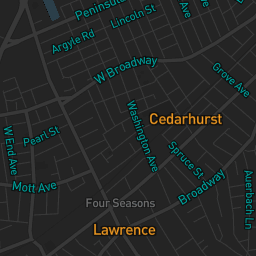 Peninsula
Lincoln St
Argyle Rd
W Broadway
Grove Ave
Washington Ave
Cedarhurst
W End Ave
Pearl St
Spruce St
Mott Ave
Broadway
Auerbach Ln
Four Seasons
Lawrence